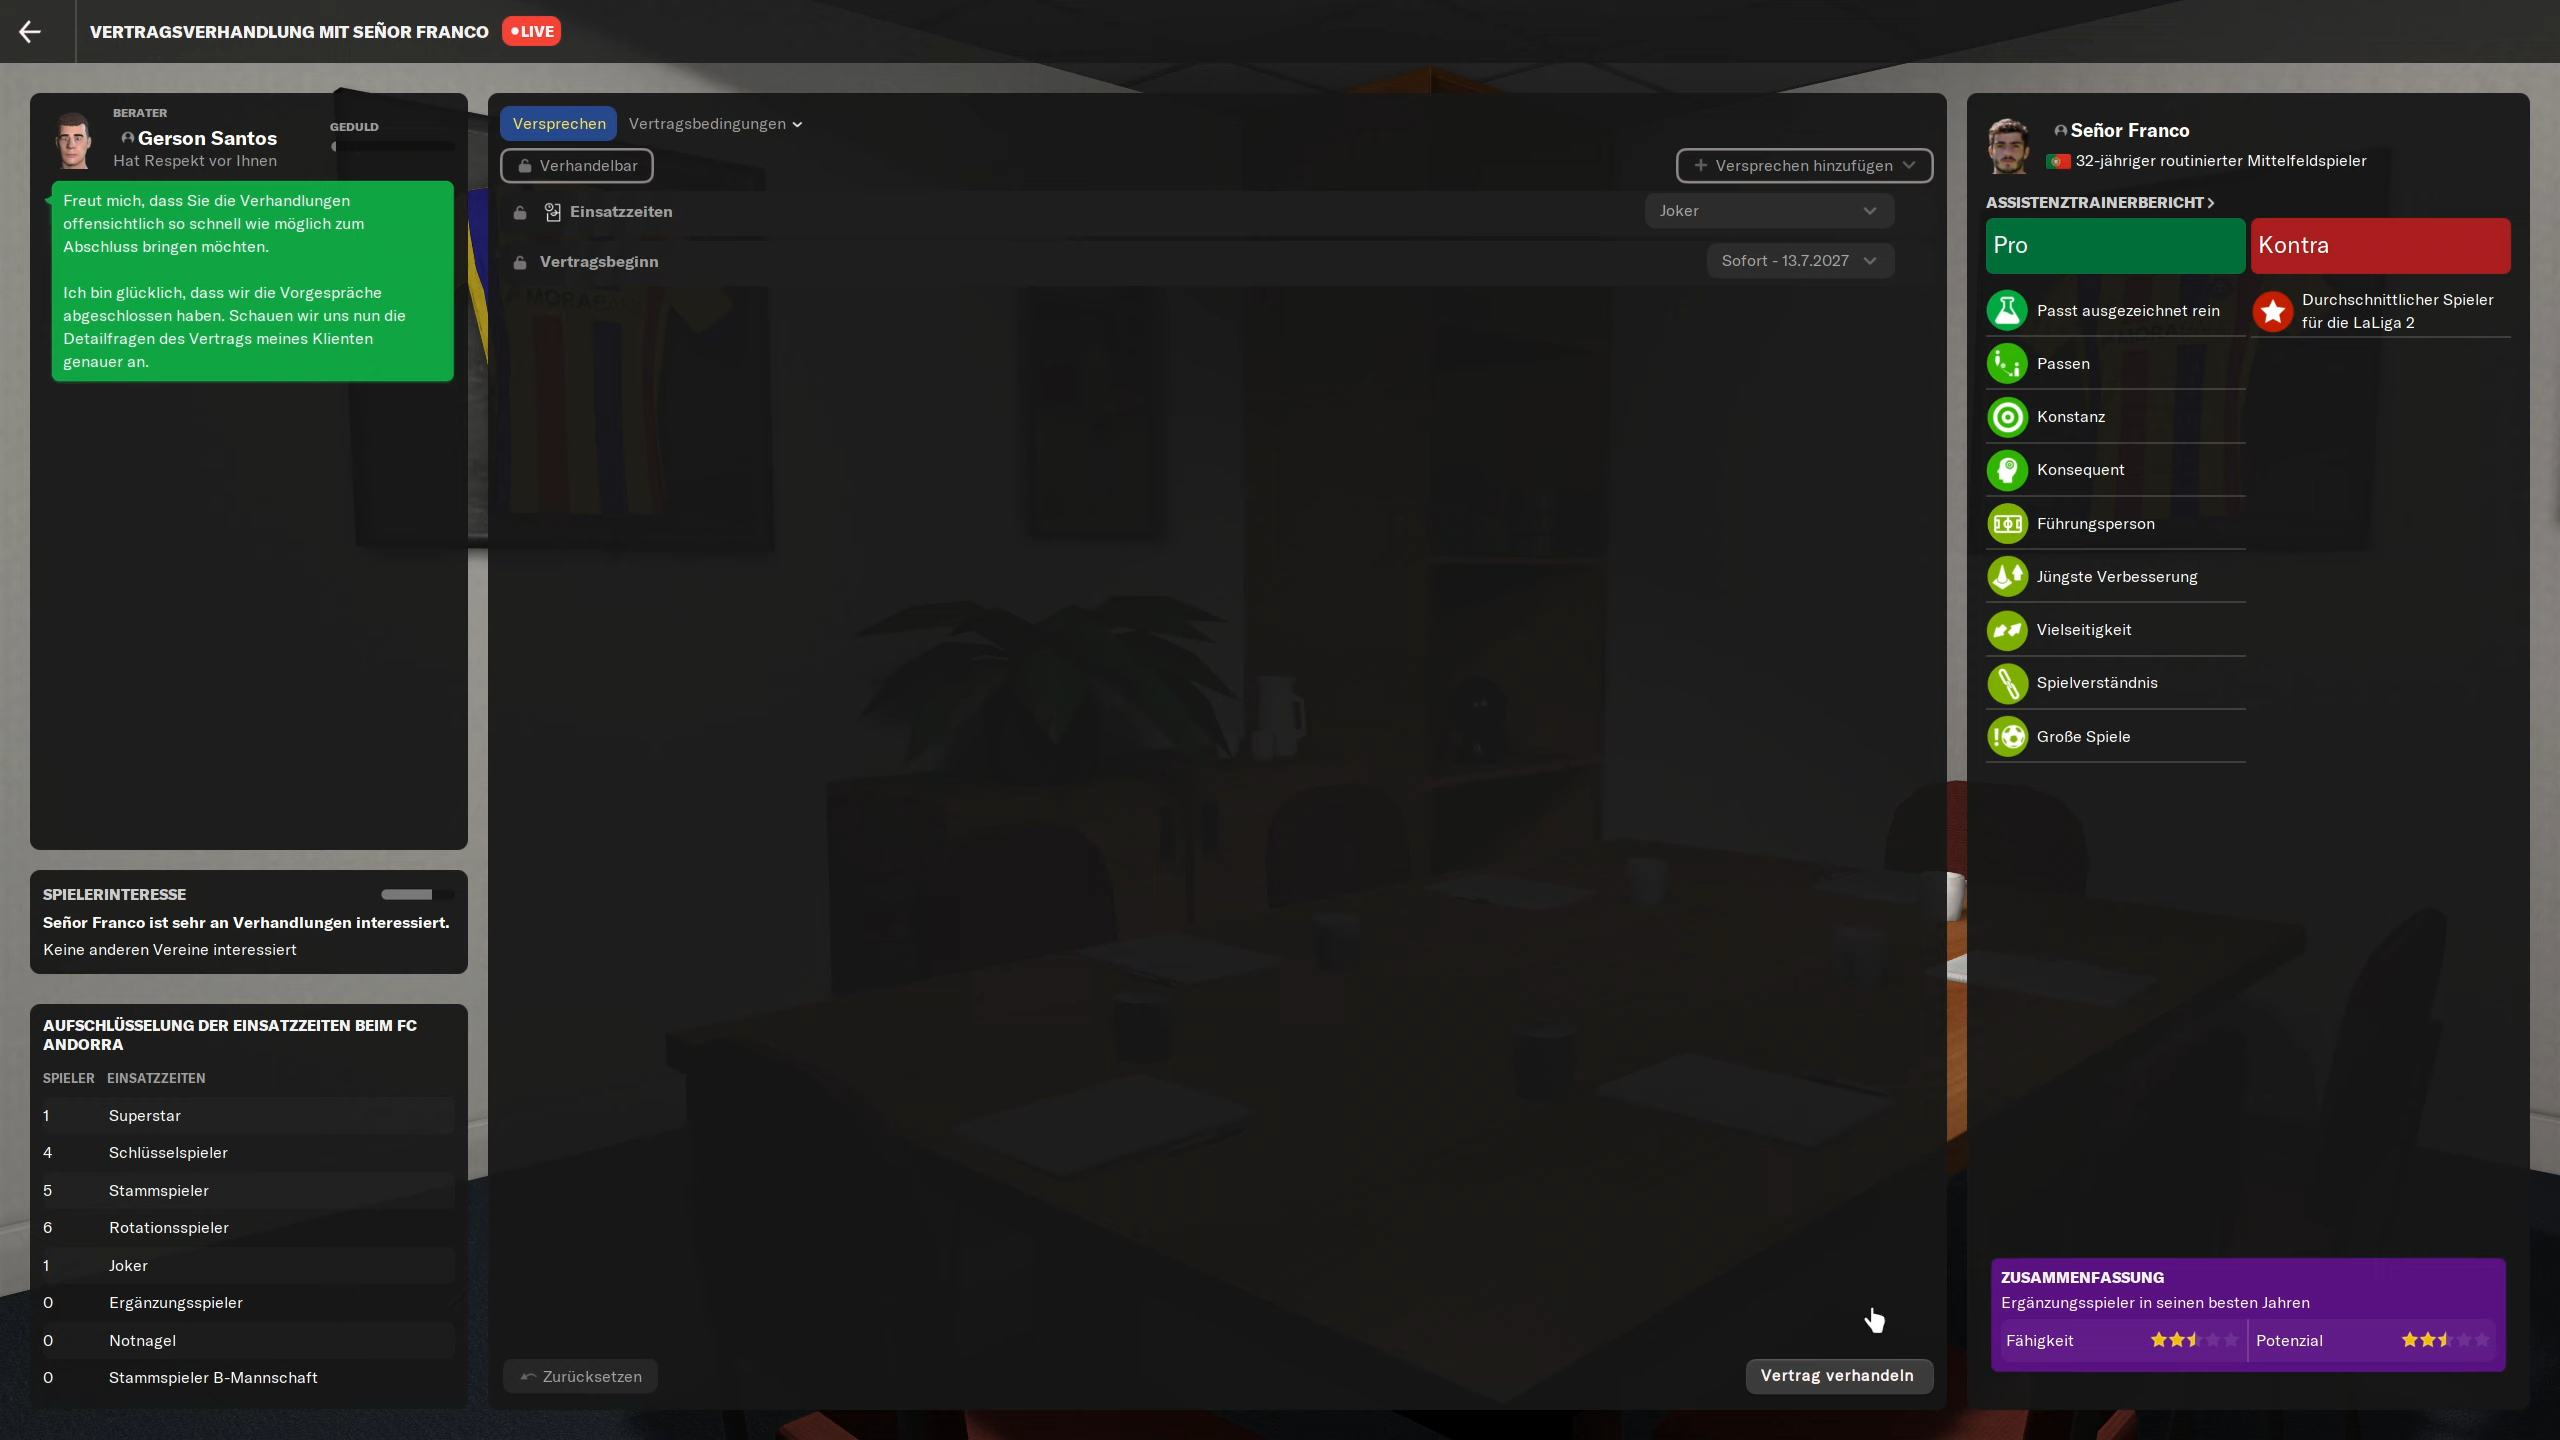 VERTRAGSVERHANDLUNG MIT SEÑOR FRANCO
LIVE
BERATER
Gerson Santos
Hat Respekt vor Ihnen
GEDULD
Freut mich, dass Sie die Verhandlungen
offensichtlich so schnell wie möglich zum
Abschluss bringen möchten.
Ich bin glücklich, dass wir die Vorgespräche
abgeschlossen haben. Schauen wir uns nun die
Detailfragen des Vertrags meines Klienten
genauer an.
SPIELERINTERESSE
Señor Franco ist sehr an Verhandlungen interessiert.
Keine anderen Vereine interessiert
AUFSCHLÜSSELUNG DER EINSATZZEITEN BEIM FC
ANDORRA
SPIELER EINSATZZEITEN
1 Superstar
4 Schlüsselspieler
5 Stammspieler
6 Rotationsspieler
1 Joker
0 Ergänzungsspieler
0 Notnagel
0 Stammspieler B-Mannschaft
Versprechen Vertragsbedingungen
Verhandelbar
Versprechen hinzufügen
Einsatzzeiten Joker
Vertragsbeginn Sofort - 13.7.2027
MORABANC
Zurücksetzen
Vertrag verhandeln
Señor Franco
32-jähriger routinierter Mittelfeldspieler
ASSISTENZTRAINERBERICHT
Pro
Kontra
Passt ausgezeichnet rein
Passen
Konstanz
Konsequent
Führungsperson
Jüngste Verbesserung
Vielseitigkeit
Spielverständnis
Große Spiele
Durchschnittlicher Spieler
für die LaLiga 2
ZUSAMMENFASSUNG
Ergänzungsspieler in seinen besten Jahren
Fähigkeit
Potenzial